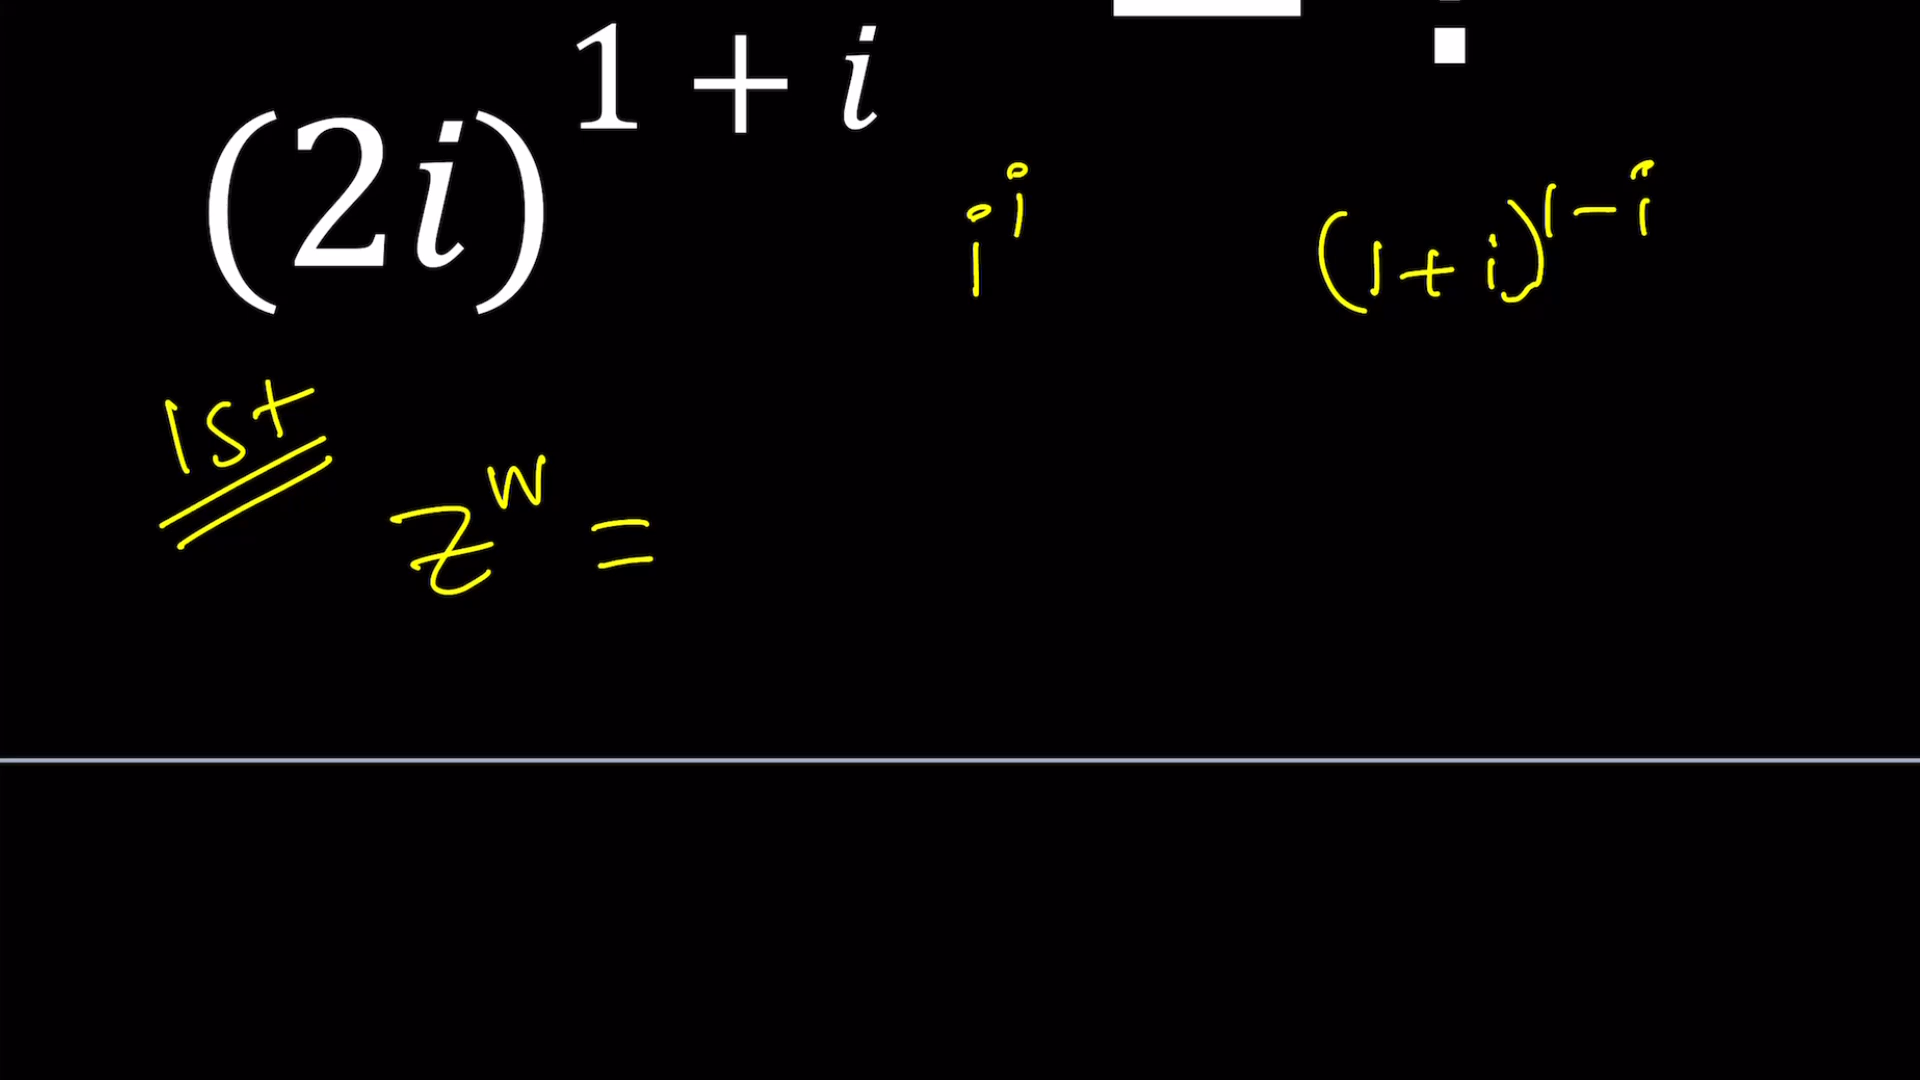 (2i)^{1 + i} = ?
i^i (1 + i)^{1 - i}
1st
z^w =